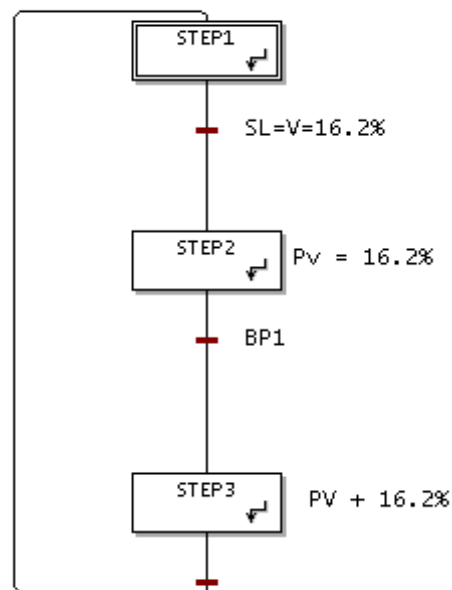 STEP1
SL=V=16.2%
STEP2
Pv = 16.2%
BP1
STEP3
PV + 16.2%